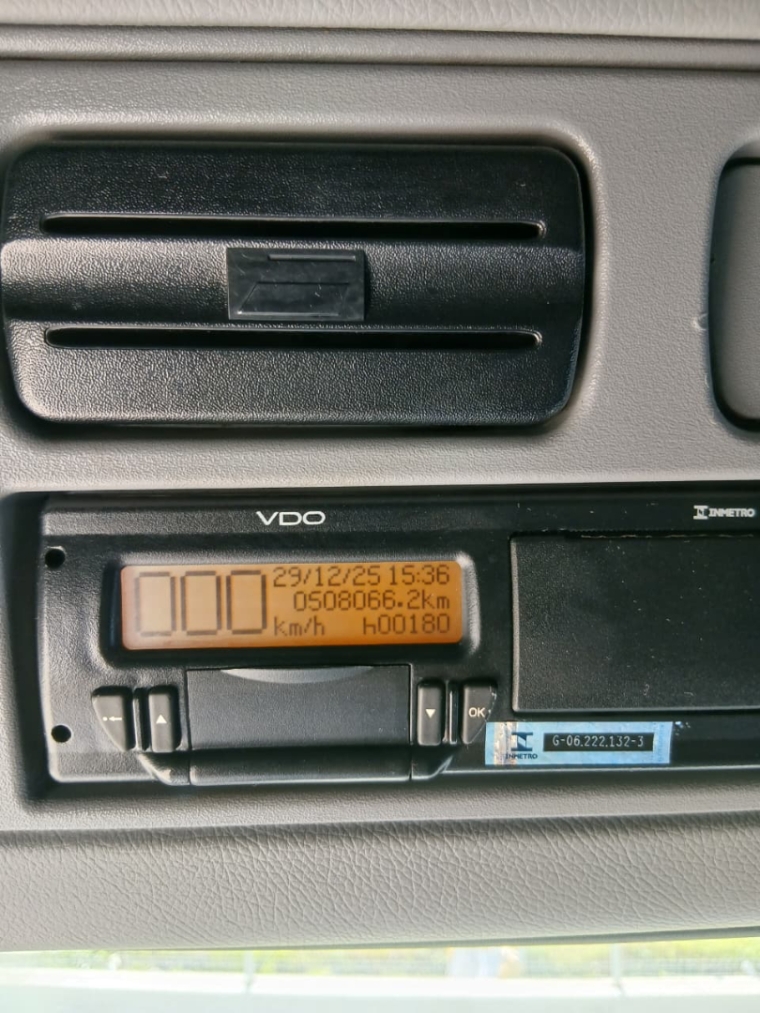 VDO
INMETRO
000 29/12/25 15:36
0508066.2km
km/h h00180
OK
INMETRO
G-06.222.132-3